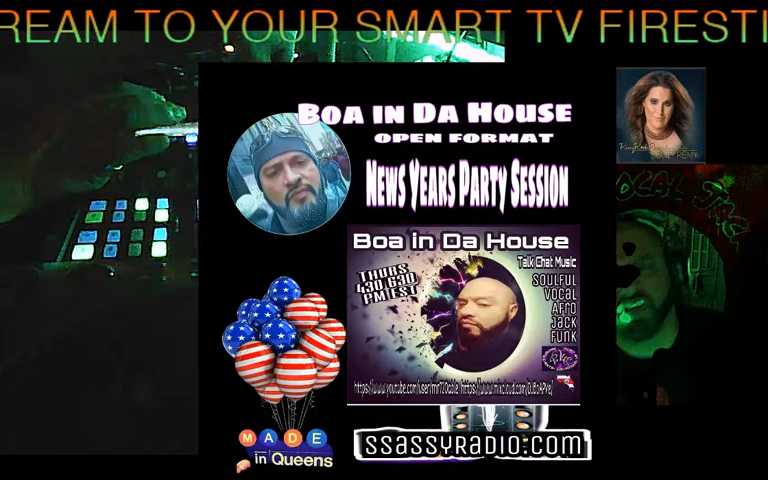 REAM TO YOUR SMART TV FIRESTI
BOA IN DA HOUSE
OPEN FORMAT
NEWS YEARS PARTY SESSION
Boa in Da House
Talk Chat Music
THURS
430 630
PM EST
SOULFUL
VOCAL
AFRO
JACK
FUNK
MADE
in Queens
SSASSYRADIO.COM